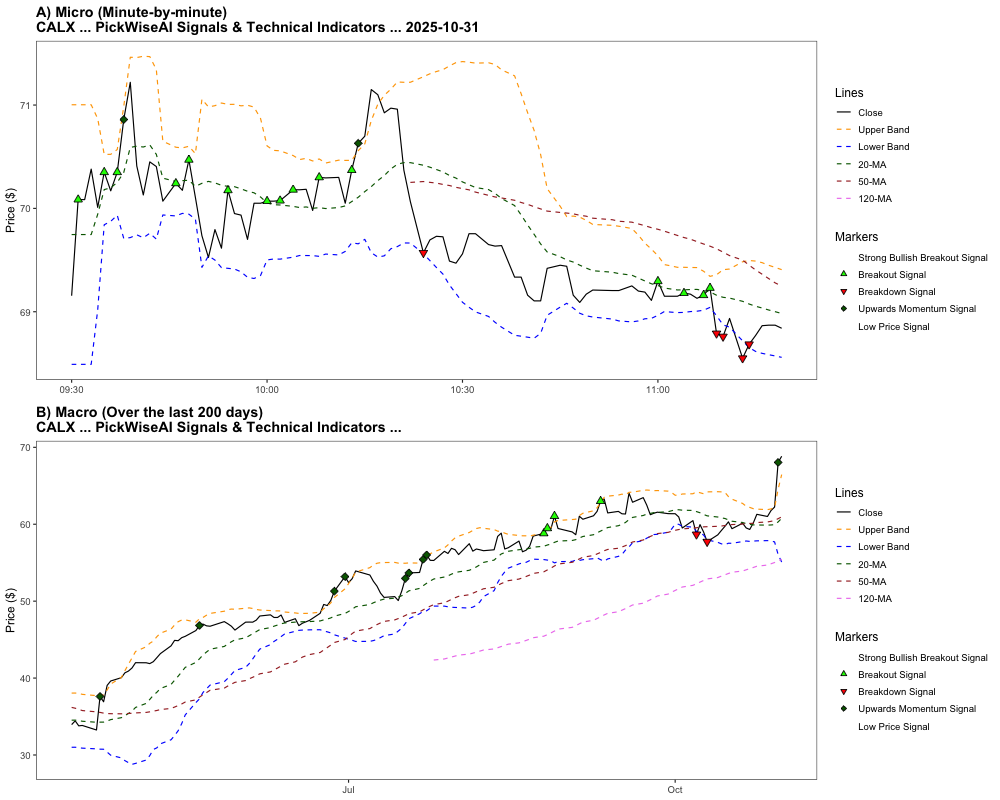 A) Micro (Minute-by-minute)
CALX ... PickWiseAI Signals & Technical Indicators ... 2025-10-31
Price ($)
71
70
69
09:30
10:00
10:30
11:00
Lines
Close
Upper Band
Lower Band
20-MA
50-MA
120-MA
Markers
Strong Bullish Breakout Signal
Breakout Signal
Breakdown Signal
Upwards Momentum Signal
Low Price Signal
B) Macro (Over the last 200 days)
CALX ... PickWiseAI Signals & Technical Indicators ...
Price ($)
70
60
50
40
30
Jul
Oct
Lines
Close
Upper Band
Lower Band
20-MA
50-MA
120-MA
Markers
Strong Bullish Breakout Signal
Breakout Signal
Breakdown Signal
Upwards Momentum Signal
Low Price Signal